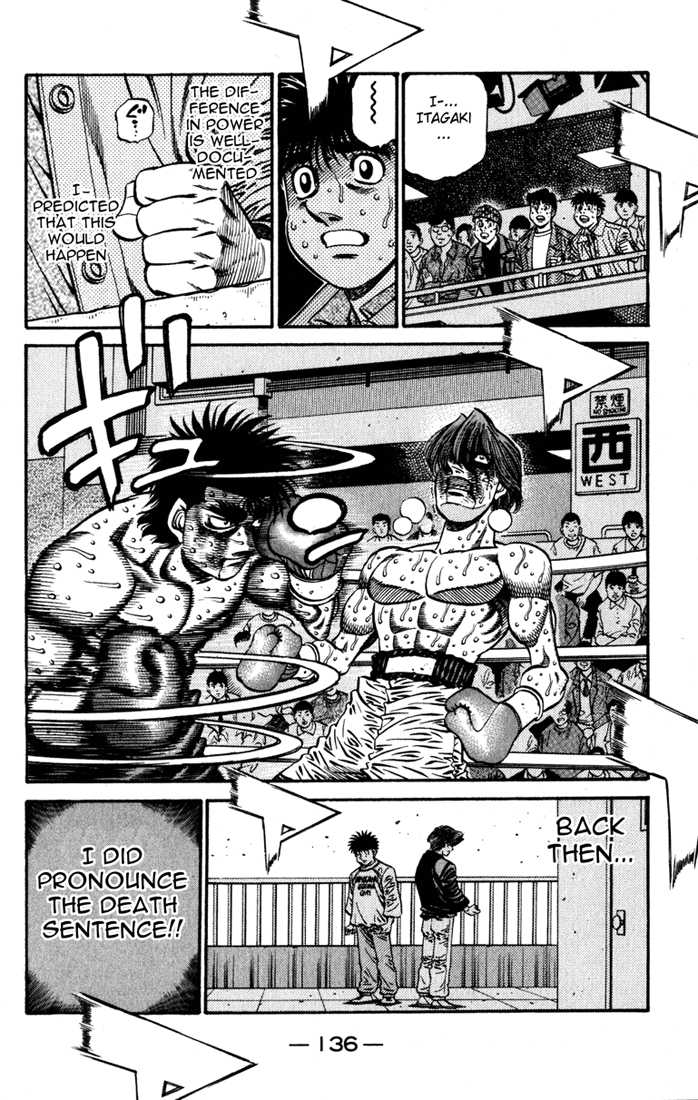 I-...
ITAGAKI
...
THE DIF-
FERENCE
IN POWER
IS WELL-
DOCU-
MENTED
I-
PREDICTED
THAT THIS
WOULD
HAPPEN
ギュ
禁煙
NO SMOKING
西
WEST
BACK
THEN...
I DID
PRONOUNCE
THE DEATH
SENTENCE!!
— 136 —